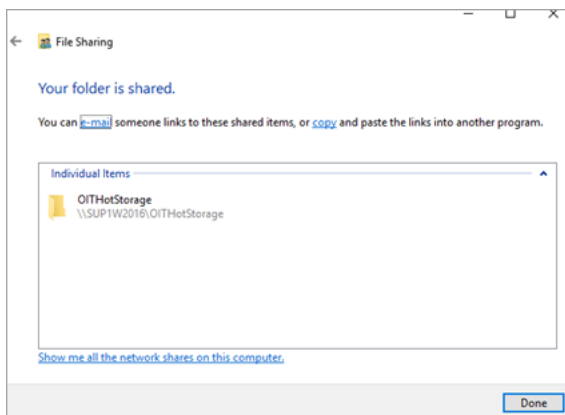 File Sharing
Your folder is shared.
You can e-mail someone links to these shared items, or copy and paste the links into another program.
Individual Items
OITHotStorage
\\SUP1W2016\OITHotStorage
Show me all the network shares on this computer.
Done